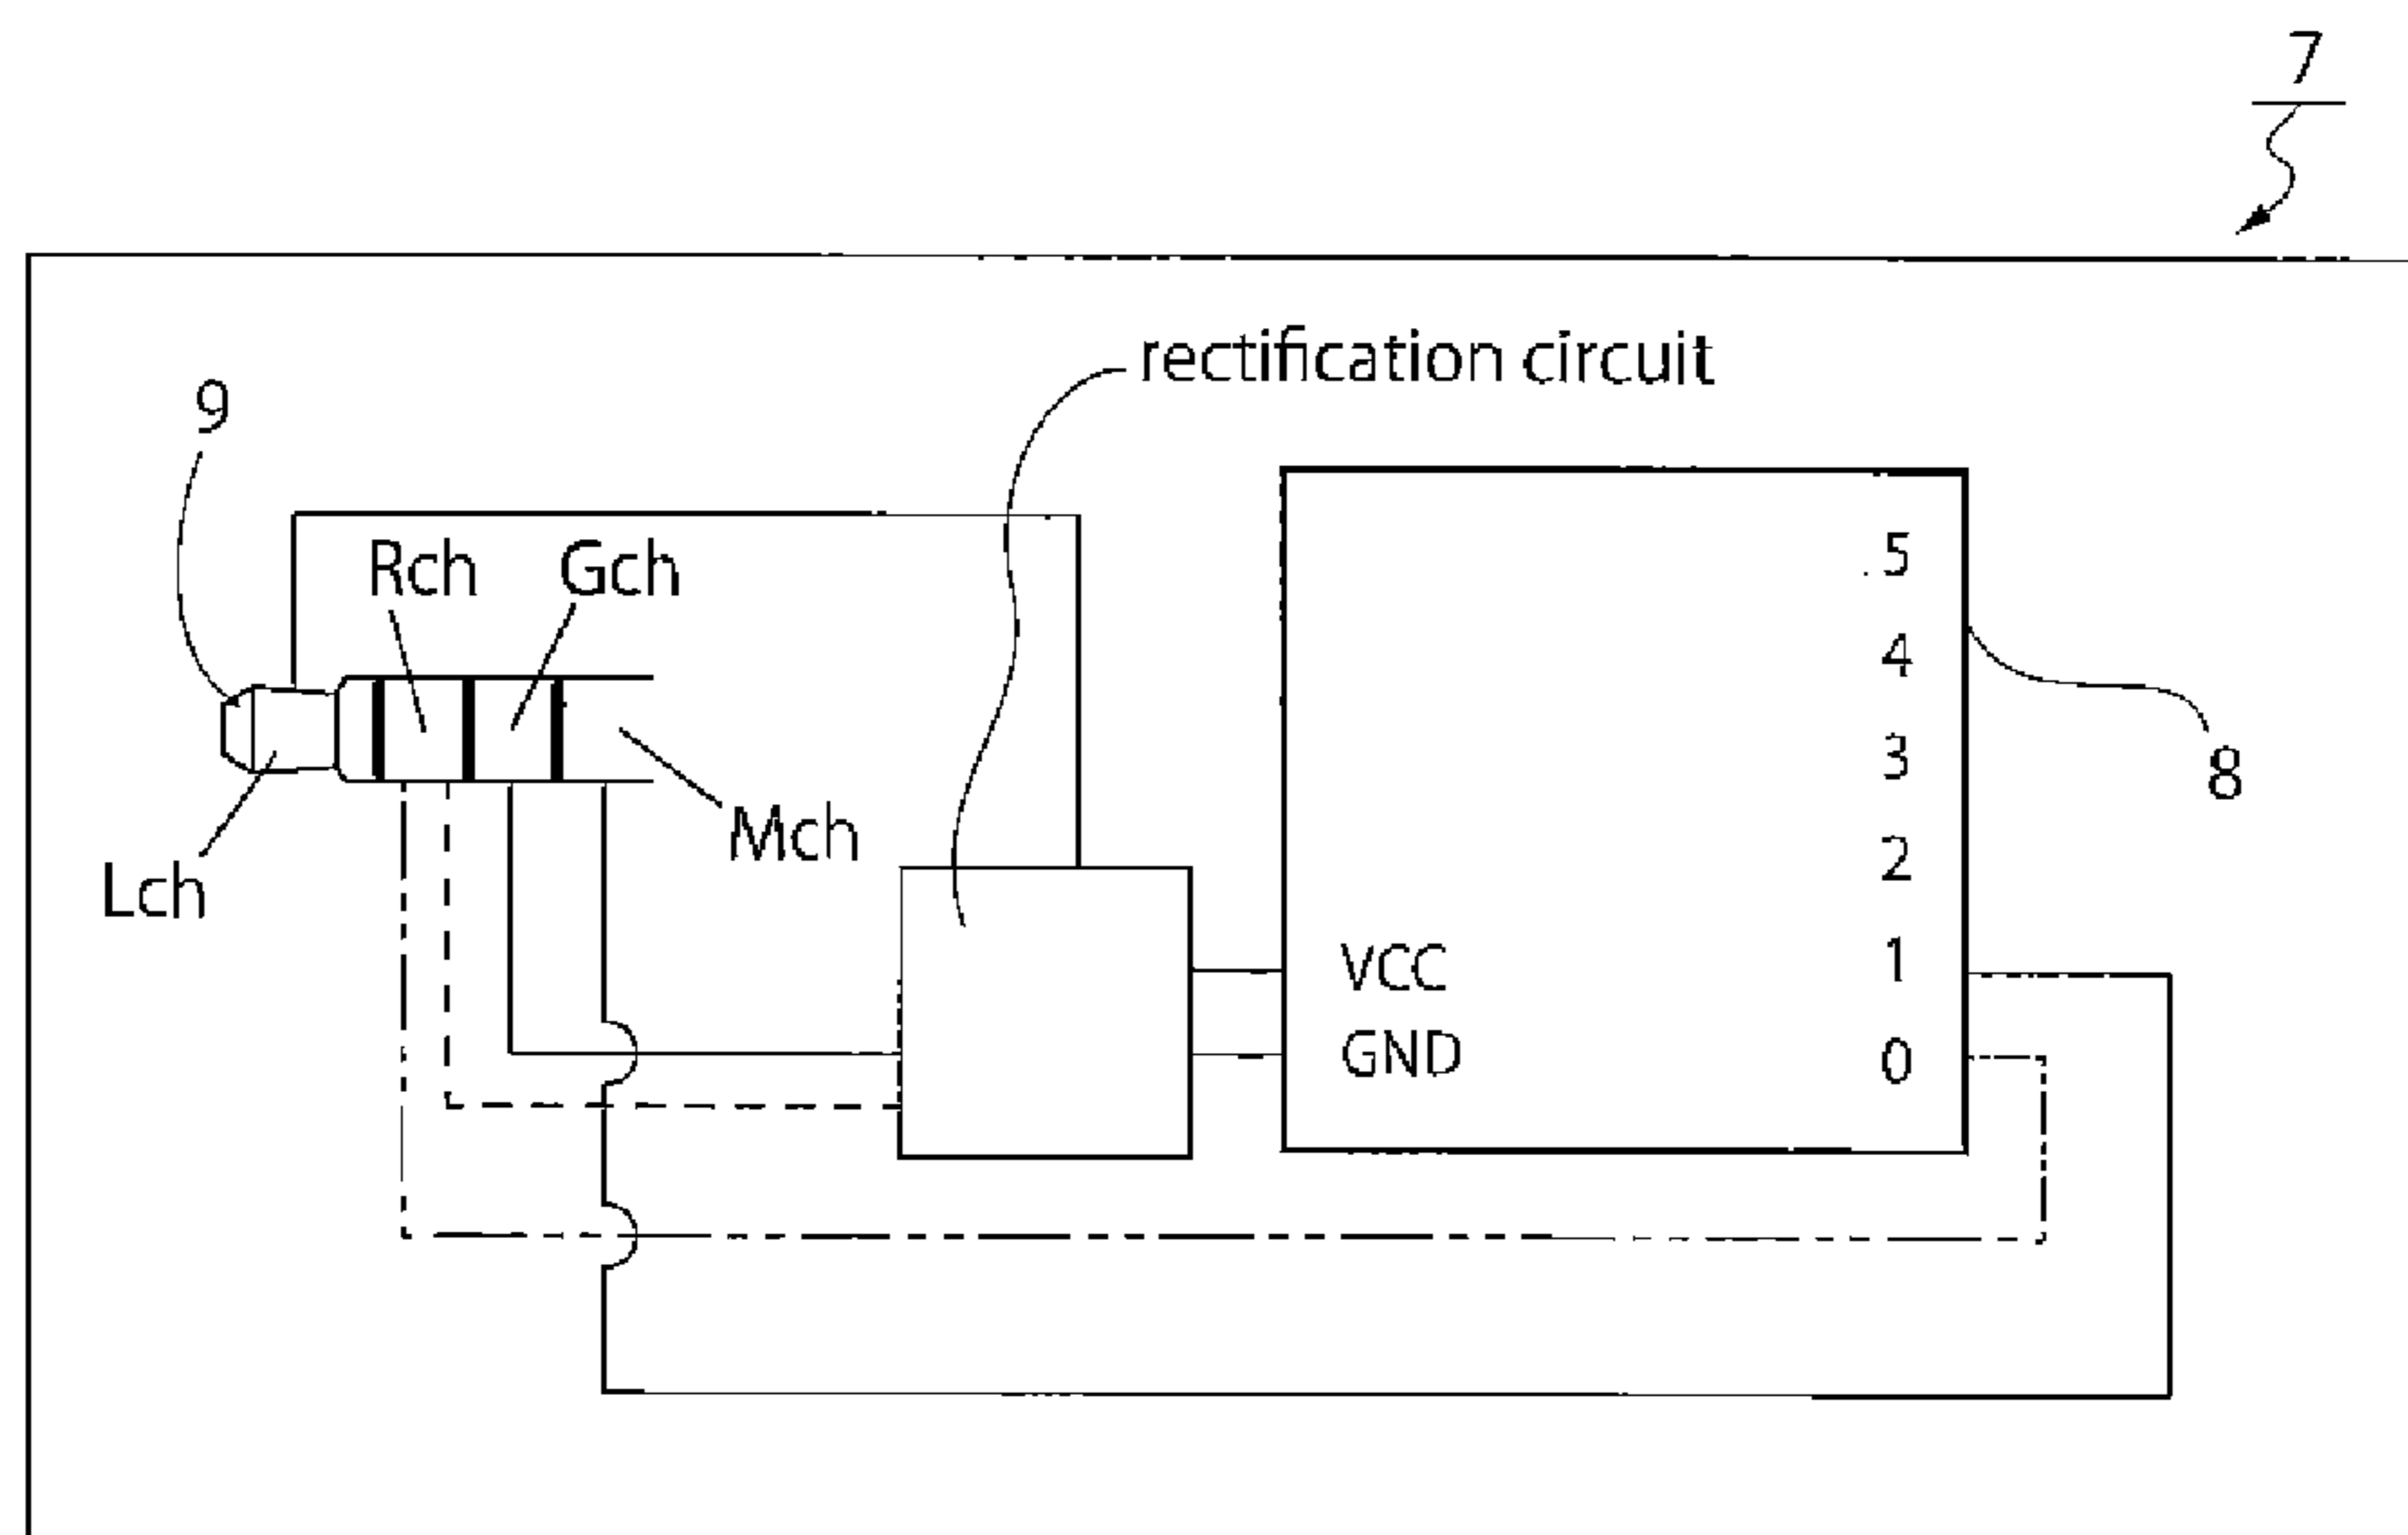 7
rectification circuit
9
Rch
Gch
5
4
3
8
Mch
2
Lch
VCC
1
GND
0